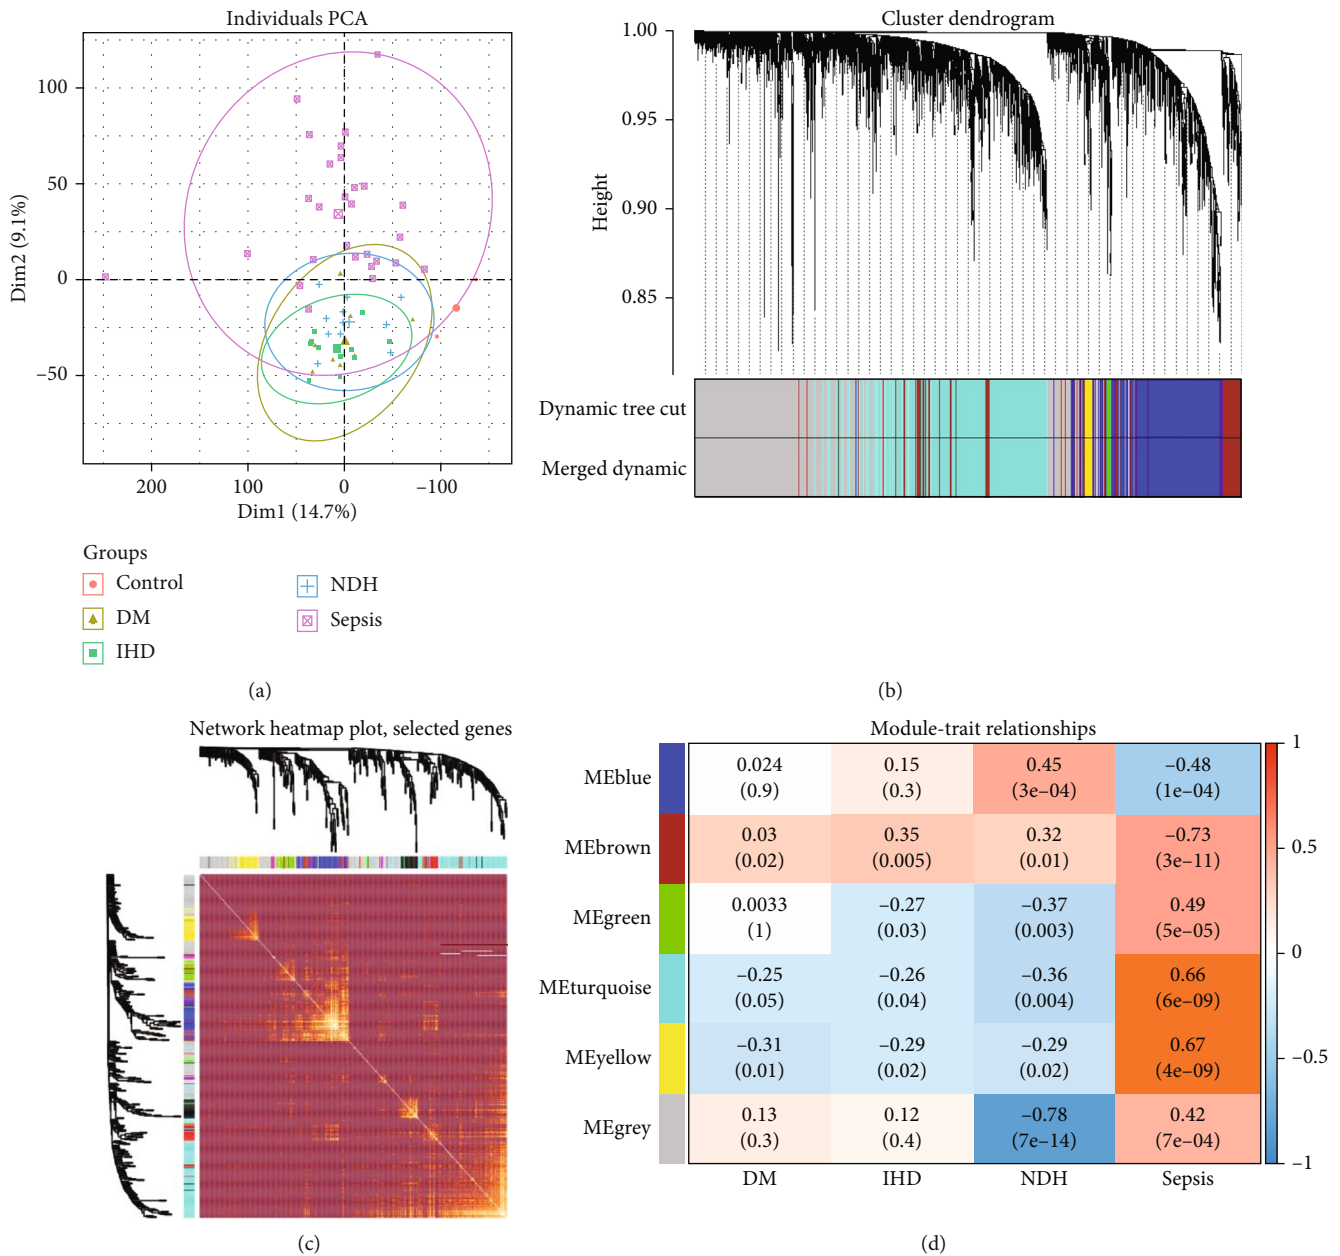 Individuals PCA
100
50
0
−50
Dim2 (9.1%)
200
100
0
−100
Dim1 (14.7%)
Groups
Control
DM
IHD
NDH
Sepsis
(a)
Cluster dendrogram
1.00
0.95
0.90
0.85
Height
Dynamic tree cut
Merged dynamic
(b)
Network heatmap plot, selected genes
(c)
Module-trait relationships
MEblue
0.024 0.15 0.45 −0.48
(0.9) (0.3) (3e−04) (1e−04)
MEbrown
0.03 0.35 0.32 −0.73
(0.02) (0.005) (0.01) (3e−11)
MEgreen
0.0033 −0.27 −0.37 0.49
(1) (0.03) (0.003) (5e−05)
MEturquoise
−0.25 −0.26 −0.36 0.66
(0.05) (0.04) (0.004) (6e−09)
MEyellow
−0.31 −0.29 −0.29 0.67
(0.01) (0.02) (0.02) (4e−09)
MEgrey
0.13 0.12 −0.78 0.42
(0.3) (0.4) (7e−14) (7e−04)
DM IHD NDH Sepsis
1
0.5
0
−0.5
−1
(d)